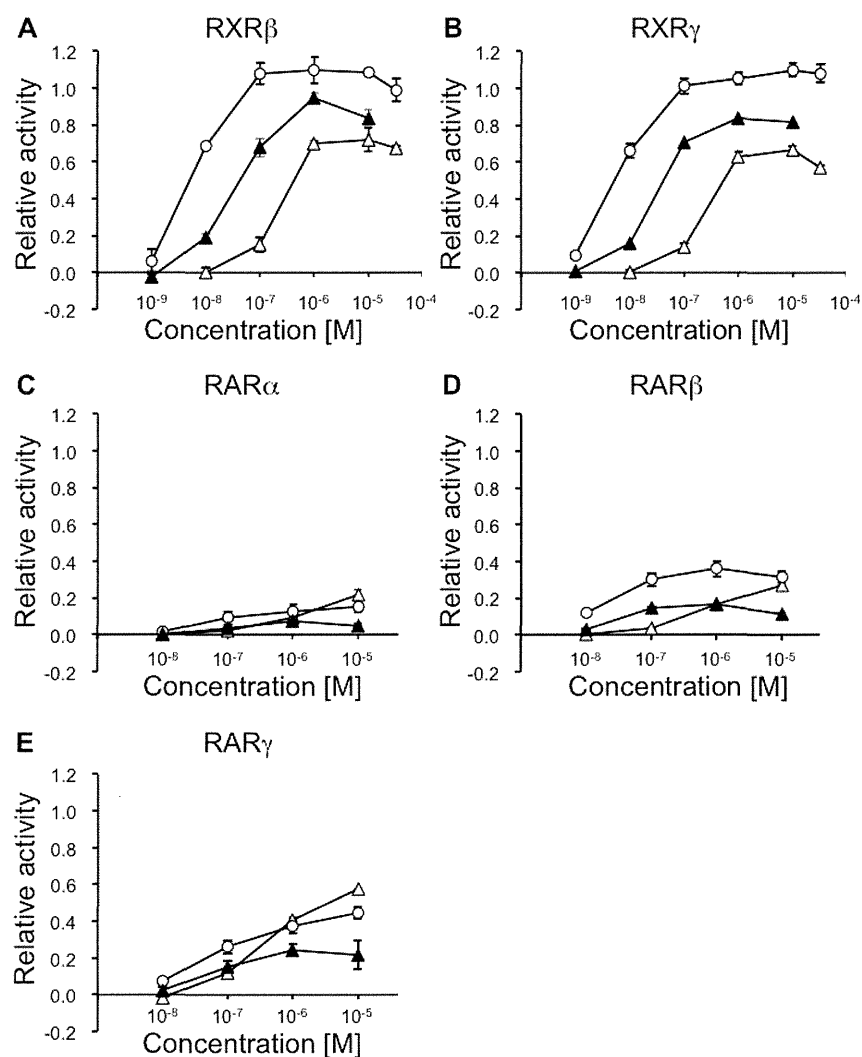 A RXRβ
1.2
1.0
0.8
0.6
0.4
0.2
0.0
-0.2
Relative activity
10⁻⁹ 10⁻⁸ 10⁻⁷ 10⁻⁶ 10⁻⁵ 10⁻⁴
Concentration [M]
B RXRγ
1.2
1.0
0.8
0.6
0.4
0.2
0.0
-0.2
Relative activity
10⁻⁹ 10⁻⁸ 10⁻⁷ 10⁻⁶ 10⁻⁵ 10⁻⁴
Concentration [M]
C RARα
1.2
1.0
0.8
0.6
0.4
0.2
0.0
-0.2
Relative activity
10⁻⁸ 10⁻⁷ 10⁻⁶ 10⁻⁵
Concentration [M]
D RARβ
1.2
1.0
0.8
0.6
0.4
0.2
0.0
-0.2
Relative activity
10⁻⁸ 10⁻⁷ 10⁻⁶ 10⁻⁵
Concentration [M]
E RARγ
1.2
1.0
0.8
0.6
0.4
0.2
0.0
-0.2
Relative activity
10⁻⁸ 10⁻⁷ 10⁻⁶ 10⁻⁵
Concentration [M]